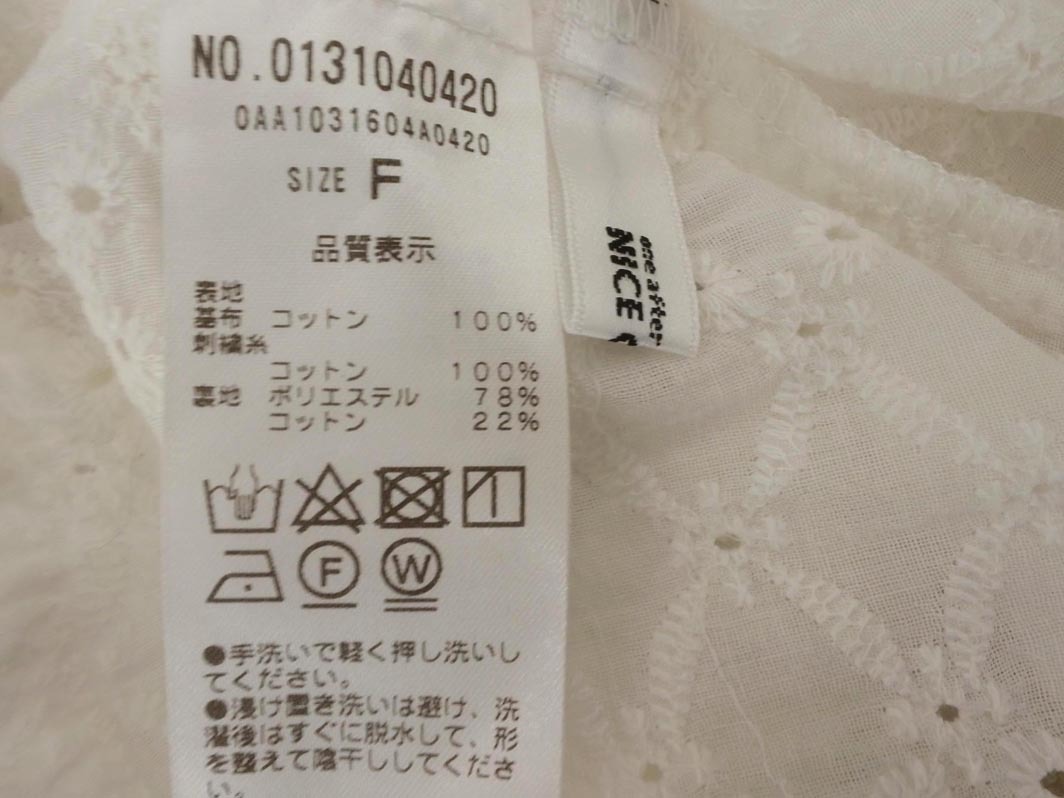 NO.0131040420
0AA1031604A0420
SIZE F
品質表示
表地
基布 コットン 100%
刺繍糸
コットン 100%
裏地 ポリエステル 78%
コットン 22%
F W
●手洗いで軽く押し洗いし
てください。
●浸け置き洗いは避け、洗
濯後はすぐに脱水して、形
を整えて陰干ししてくださ
い。
one after
NICE